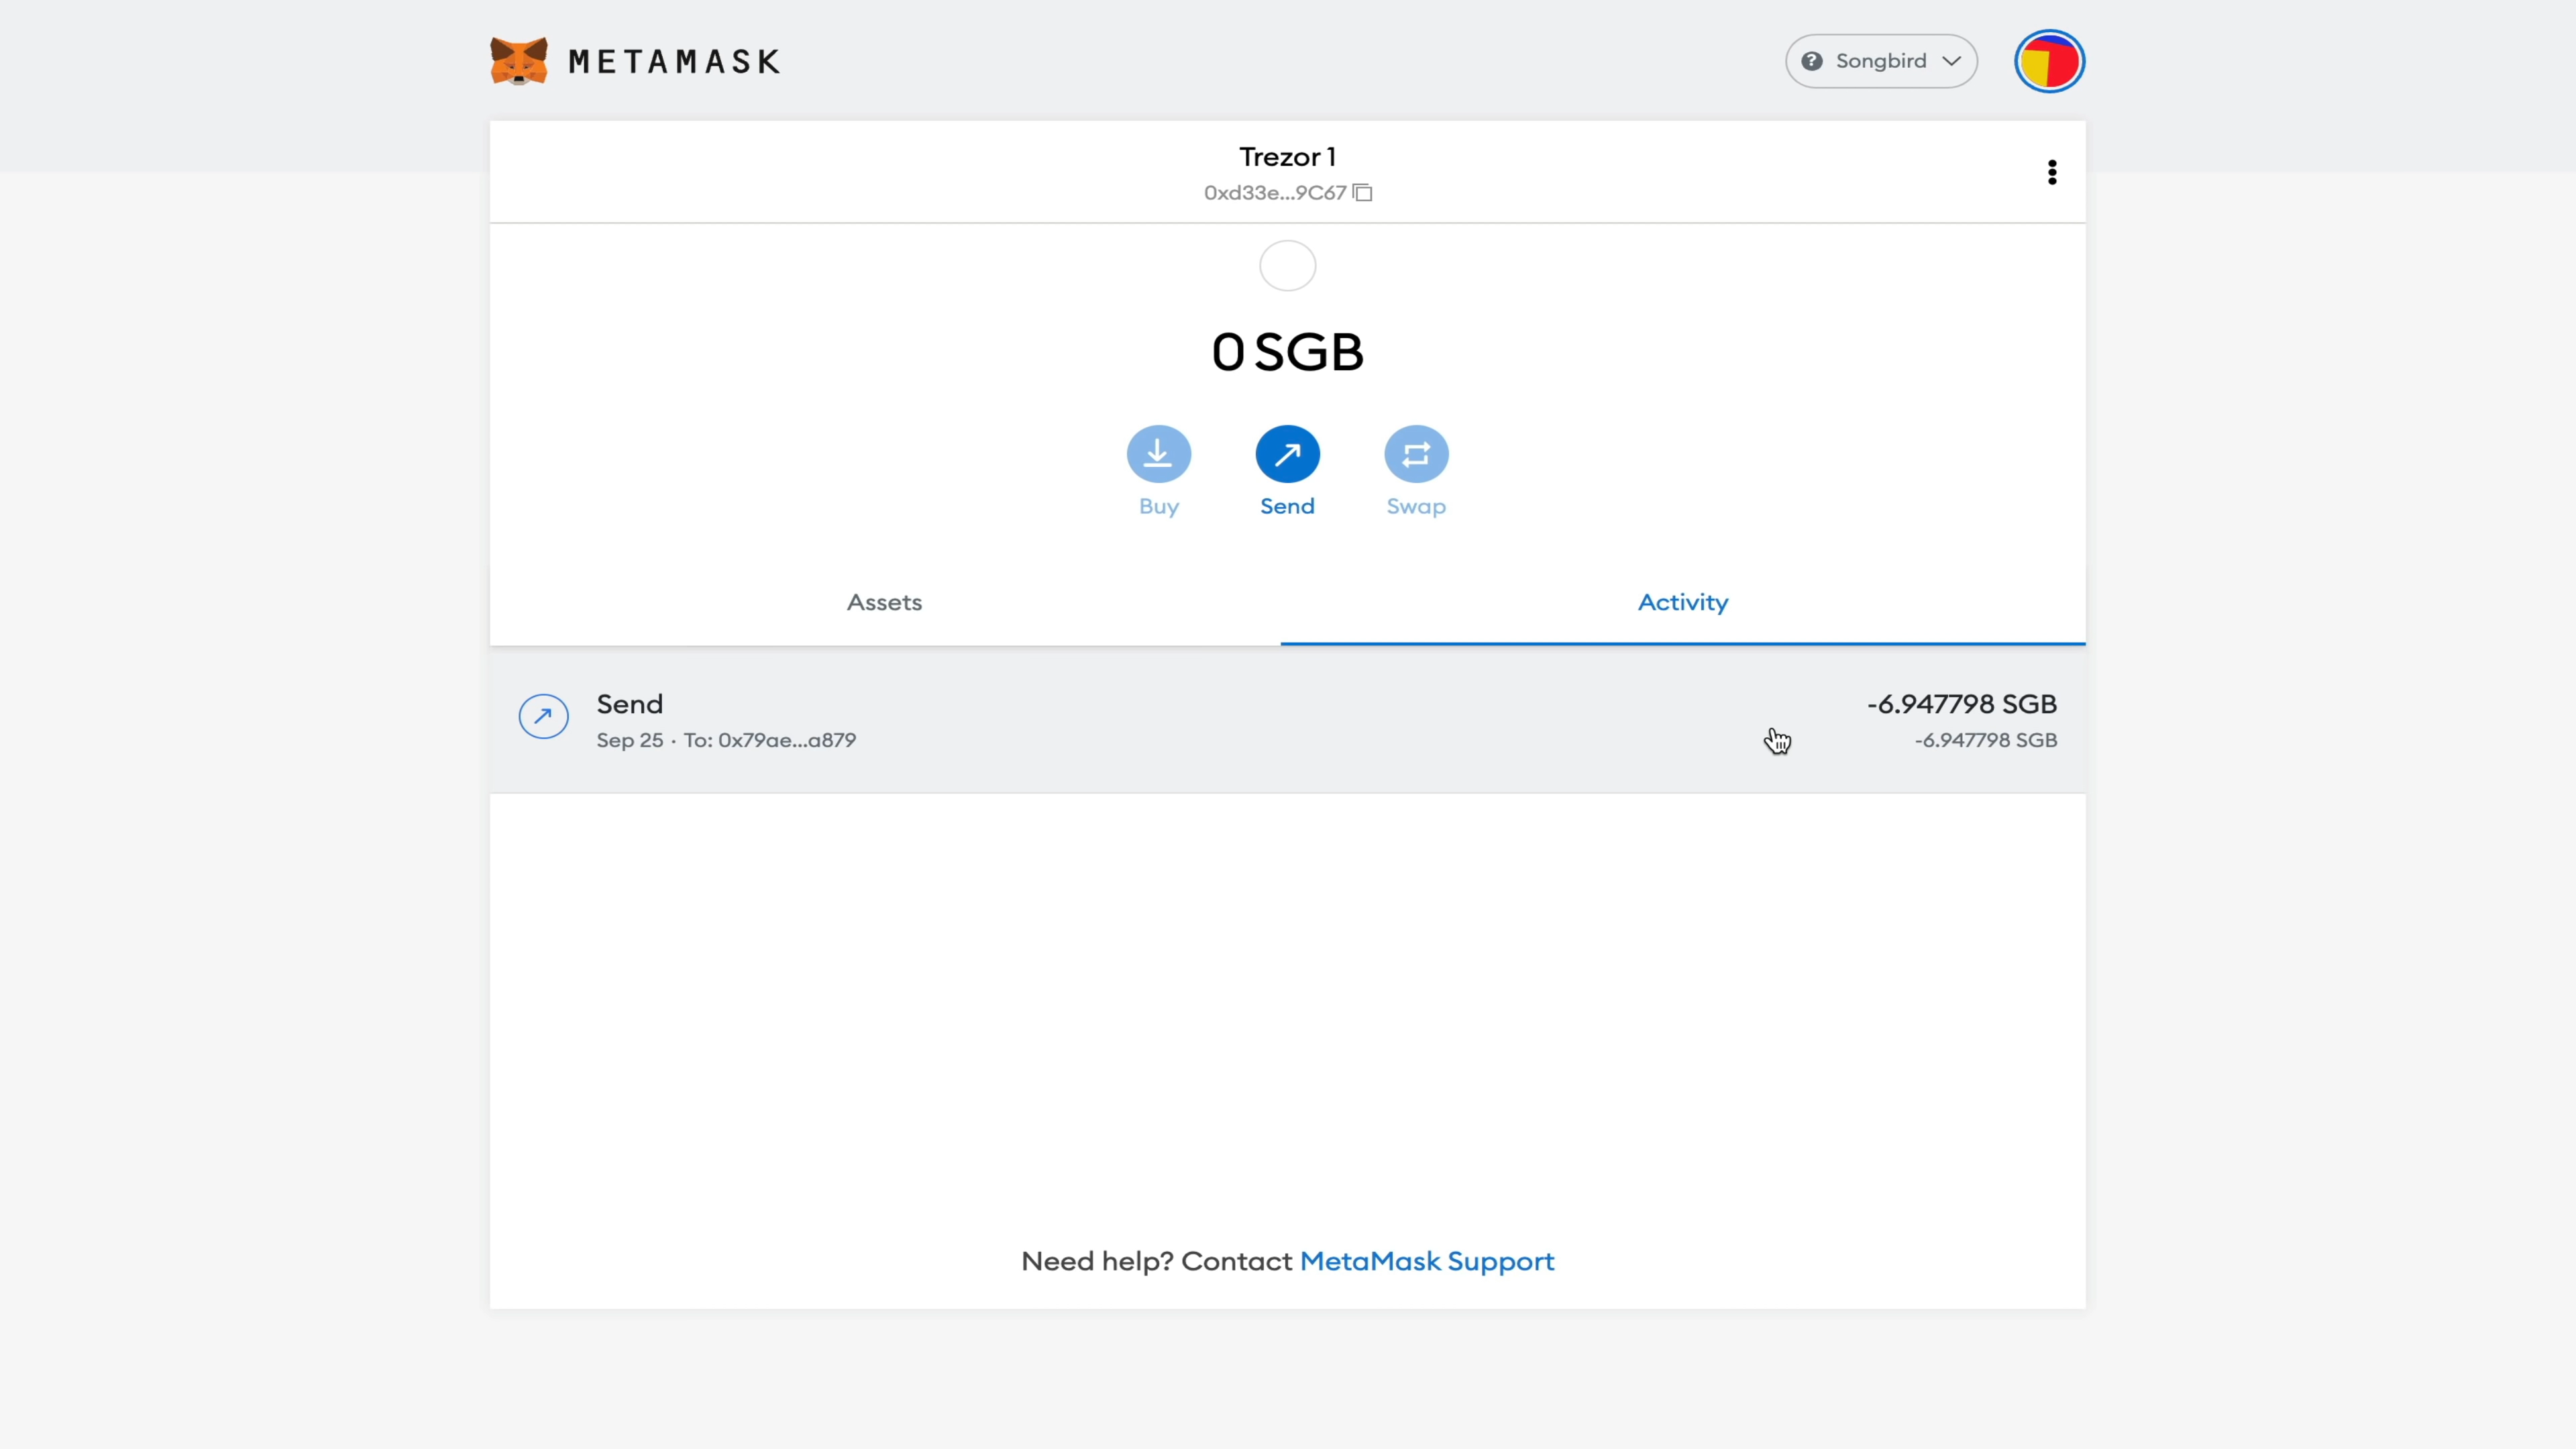 METAMASK
? Songbird
Trezor 1
0xd33e...9C67
0 SGB
Buy
Send
Swap
Assets
Activity
Send
-6.947798 SGB
Sep 25 · To: 0x79ae...a879
-6.947798 SGB
Need help? Contact MetaMask Support